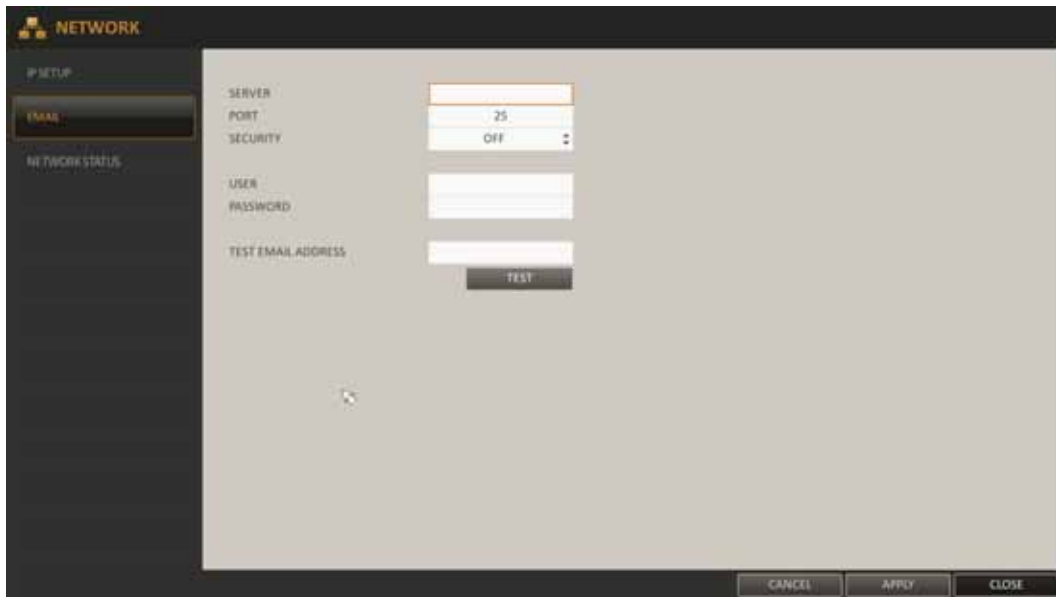 NETWORK
IP SETUP
EMAIL
NETWORK STATUS
SERVER
PORT 25
SECURITY OFF
USER
PASSWORD
TEST EMAIL ADDRESS
TEST
CANCEL APPLY CLOSE